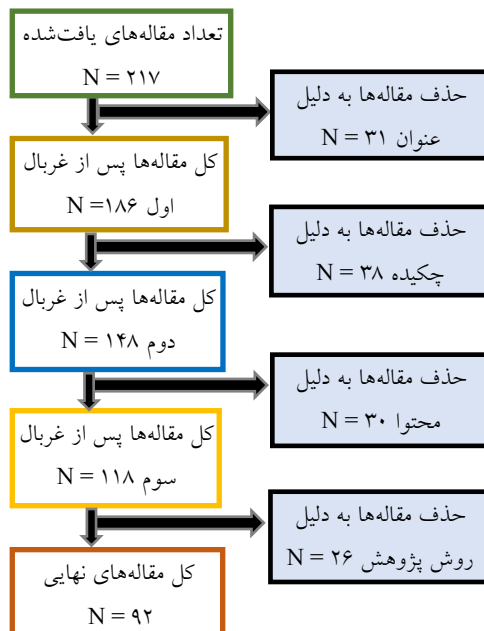 تعداد مقاله‌های یافت‌شده
N = ۲۱۷
حذف مقاله‌ها به دلیل
عنوان N = ۳۱
کل مقاله‌ها پس از غربال
اول N =۱۸۶
حذف مقاله‌ها به دلیل
چکیده N = ۳۸
کل مقاله‌ها پس از غربال
دوم N = ۱۴۸
حذف مقاله‌ها به دلیل
محتوا N = ۳۰
کل مقاله‌ها پس از غربال
سوم N = ۱۱۸
حذف مقاله‌ها به دلیل
روش پژوهش N = ۲۶
کل مقاله‌های نهایی
N = ۹۲